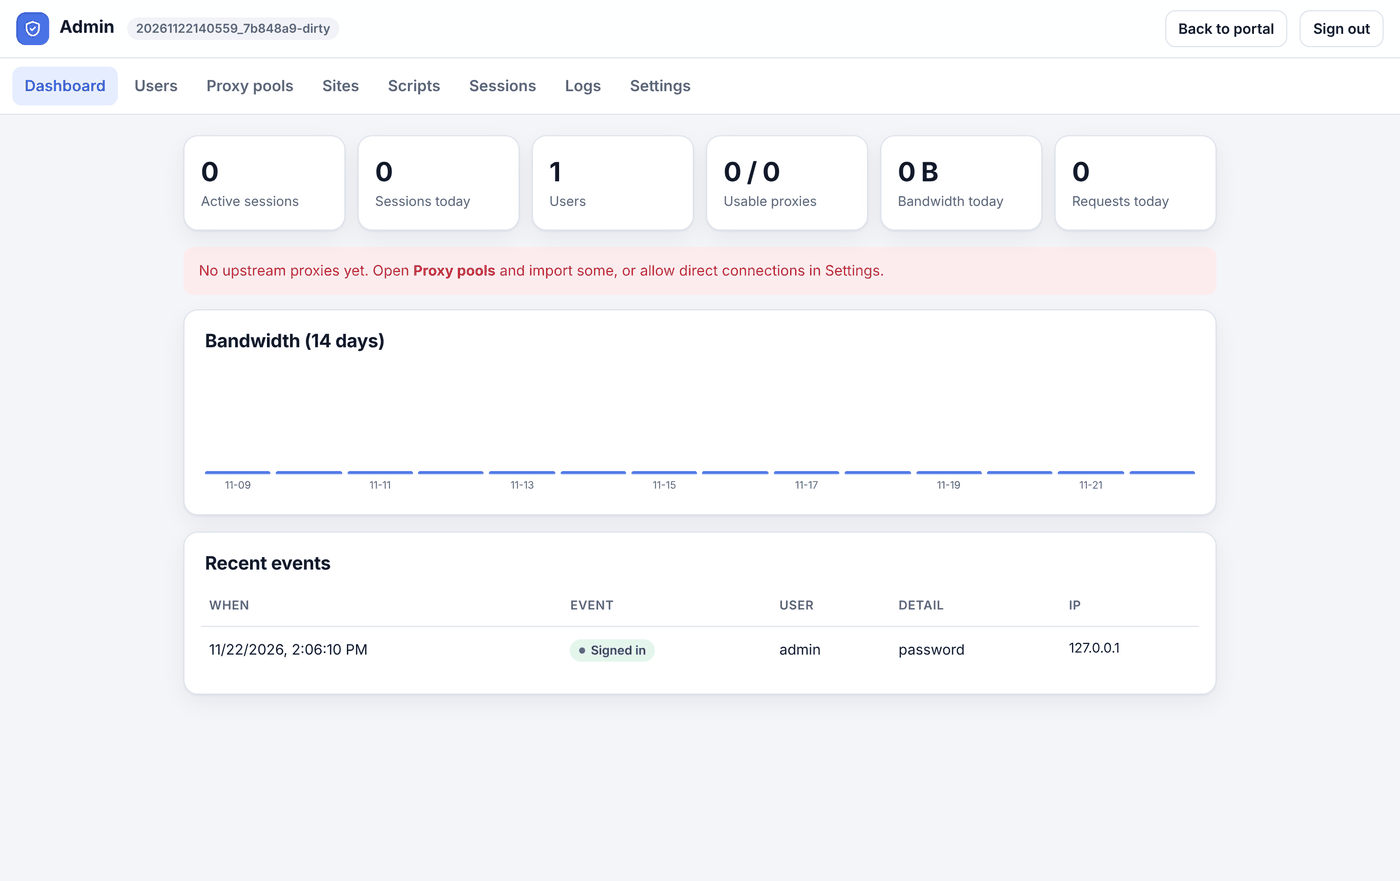 Admin 20261122140559_7b848a9-dirty Back to portal Sign out
Dashboard Users Proxy pools Sites Scripts Sessions Logs Settings
0 0 1 0 / 0 0 B 0
Active sessions Sessions today Users Usable proxies Bandwidth today Requests today
No upstream proxies yet. Open Proxy pools and import some, or allow direct connections in Settings.
Bandwidth (14 days)
11-09 11-11 11-13 11-15 11-17 11-19 11-21
Recent events
WHEN EVENT USER DETAIL IP
11/22/2026, 2:06:10 PM Signed in admin password 127.0.0.1